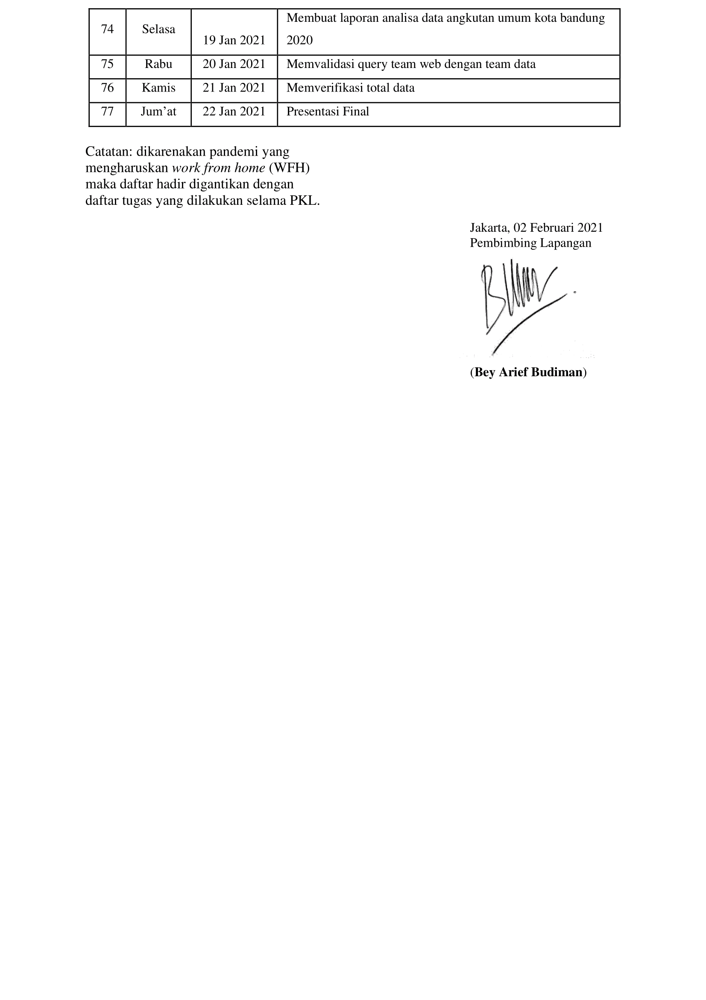 74 Selasa 19 Jan 2021 Membuat laporan analisa data angkutan umum kota bandung
2020
75 Rabu 20 Jan 2021 Memvalidasi query team web dengan team data
76 Kamis 21 Jan 2021 Memverifikasi total data
77 Jum’at 22 Jan 2021 Presentasi Final
Catatan: dikarenakan pandemi yang
mengharuskan work from home (WFH)
maka daftar hadir digantikan dengan
daftar tugas yang dilakukan selama PKL.
Jakarta, 02 Februari 2021
Pembimbing Lapangan
(Bey Arief Budiman)